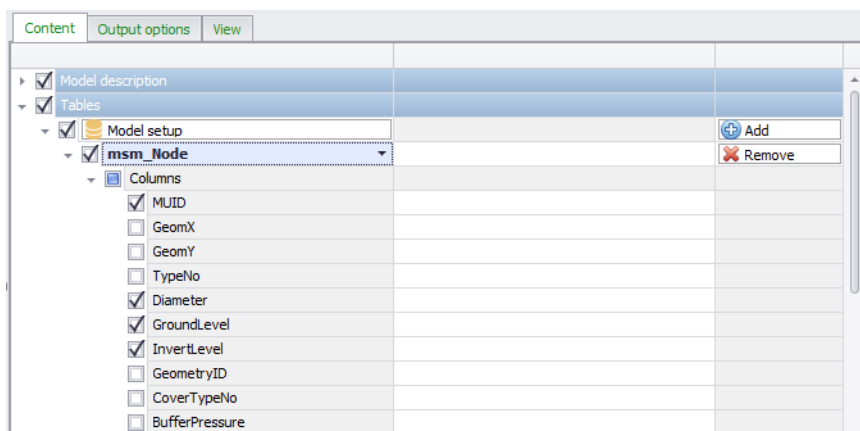 Content Output options View
Model description
Tables
Model setup Add
msm_Node Remove
Columns
MUID
GeomX
GeomY
TypeNo
Diameter
GroundLevel
InvertLevel
GeometryID
CoverTypeNo
BufferPressure